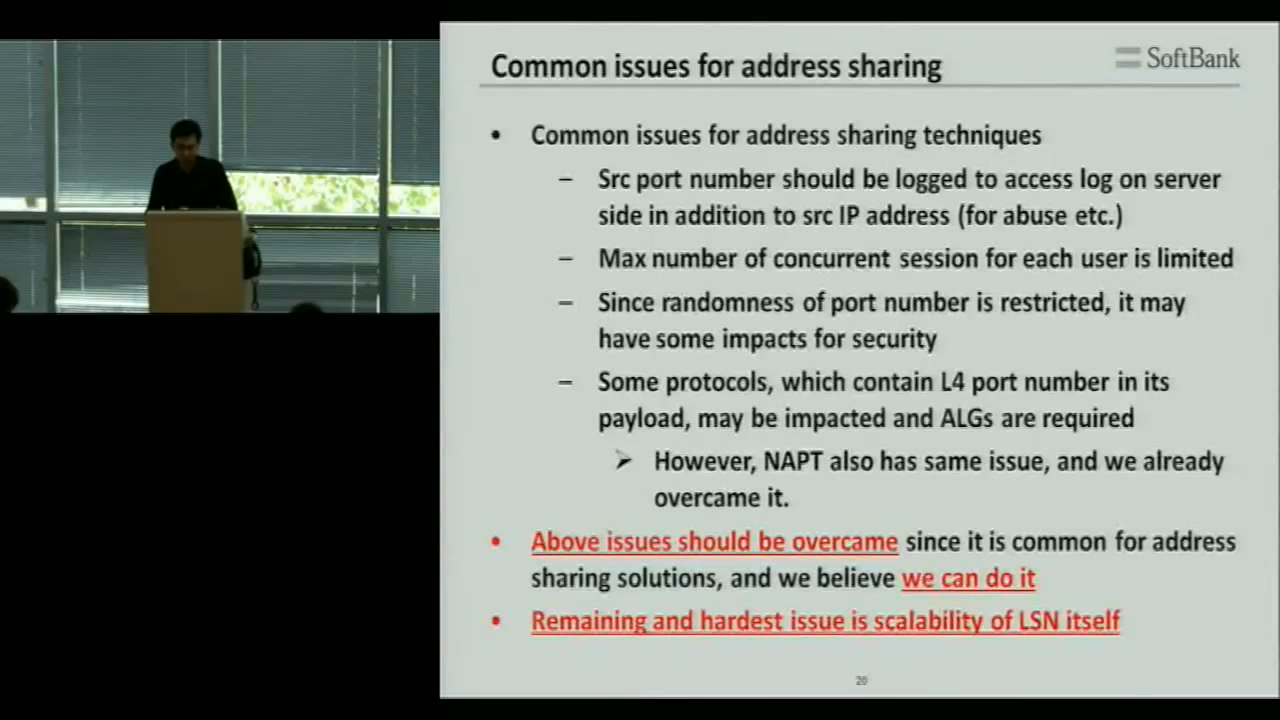 Common issues for address sharing
SoftBank
• Common issues for address sharing techniques
– Src port number should be logged to access log on server
side in addition to src IP address (for abuse etc.)
– Max number of concurrent session for each user is limited
– Since randomness of port number is restricted, it may
have some impacts for security
– Some protocols, which contain L4 port number in its
payload, may be impacted and ALGs are required
➢ However, NAPT also has same issue, and we already
overcame it.
• Above issues should be overcame since it is common for address
sharing solutions, and we believe we can do it
• Remaining and hardest issue is scalability of LSN itself
20